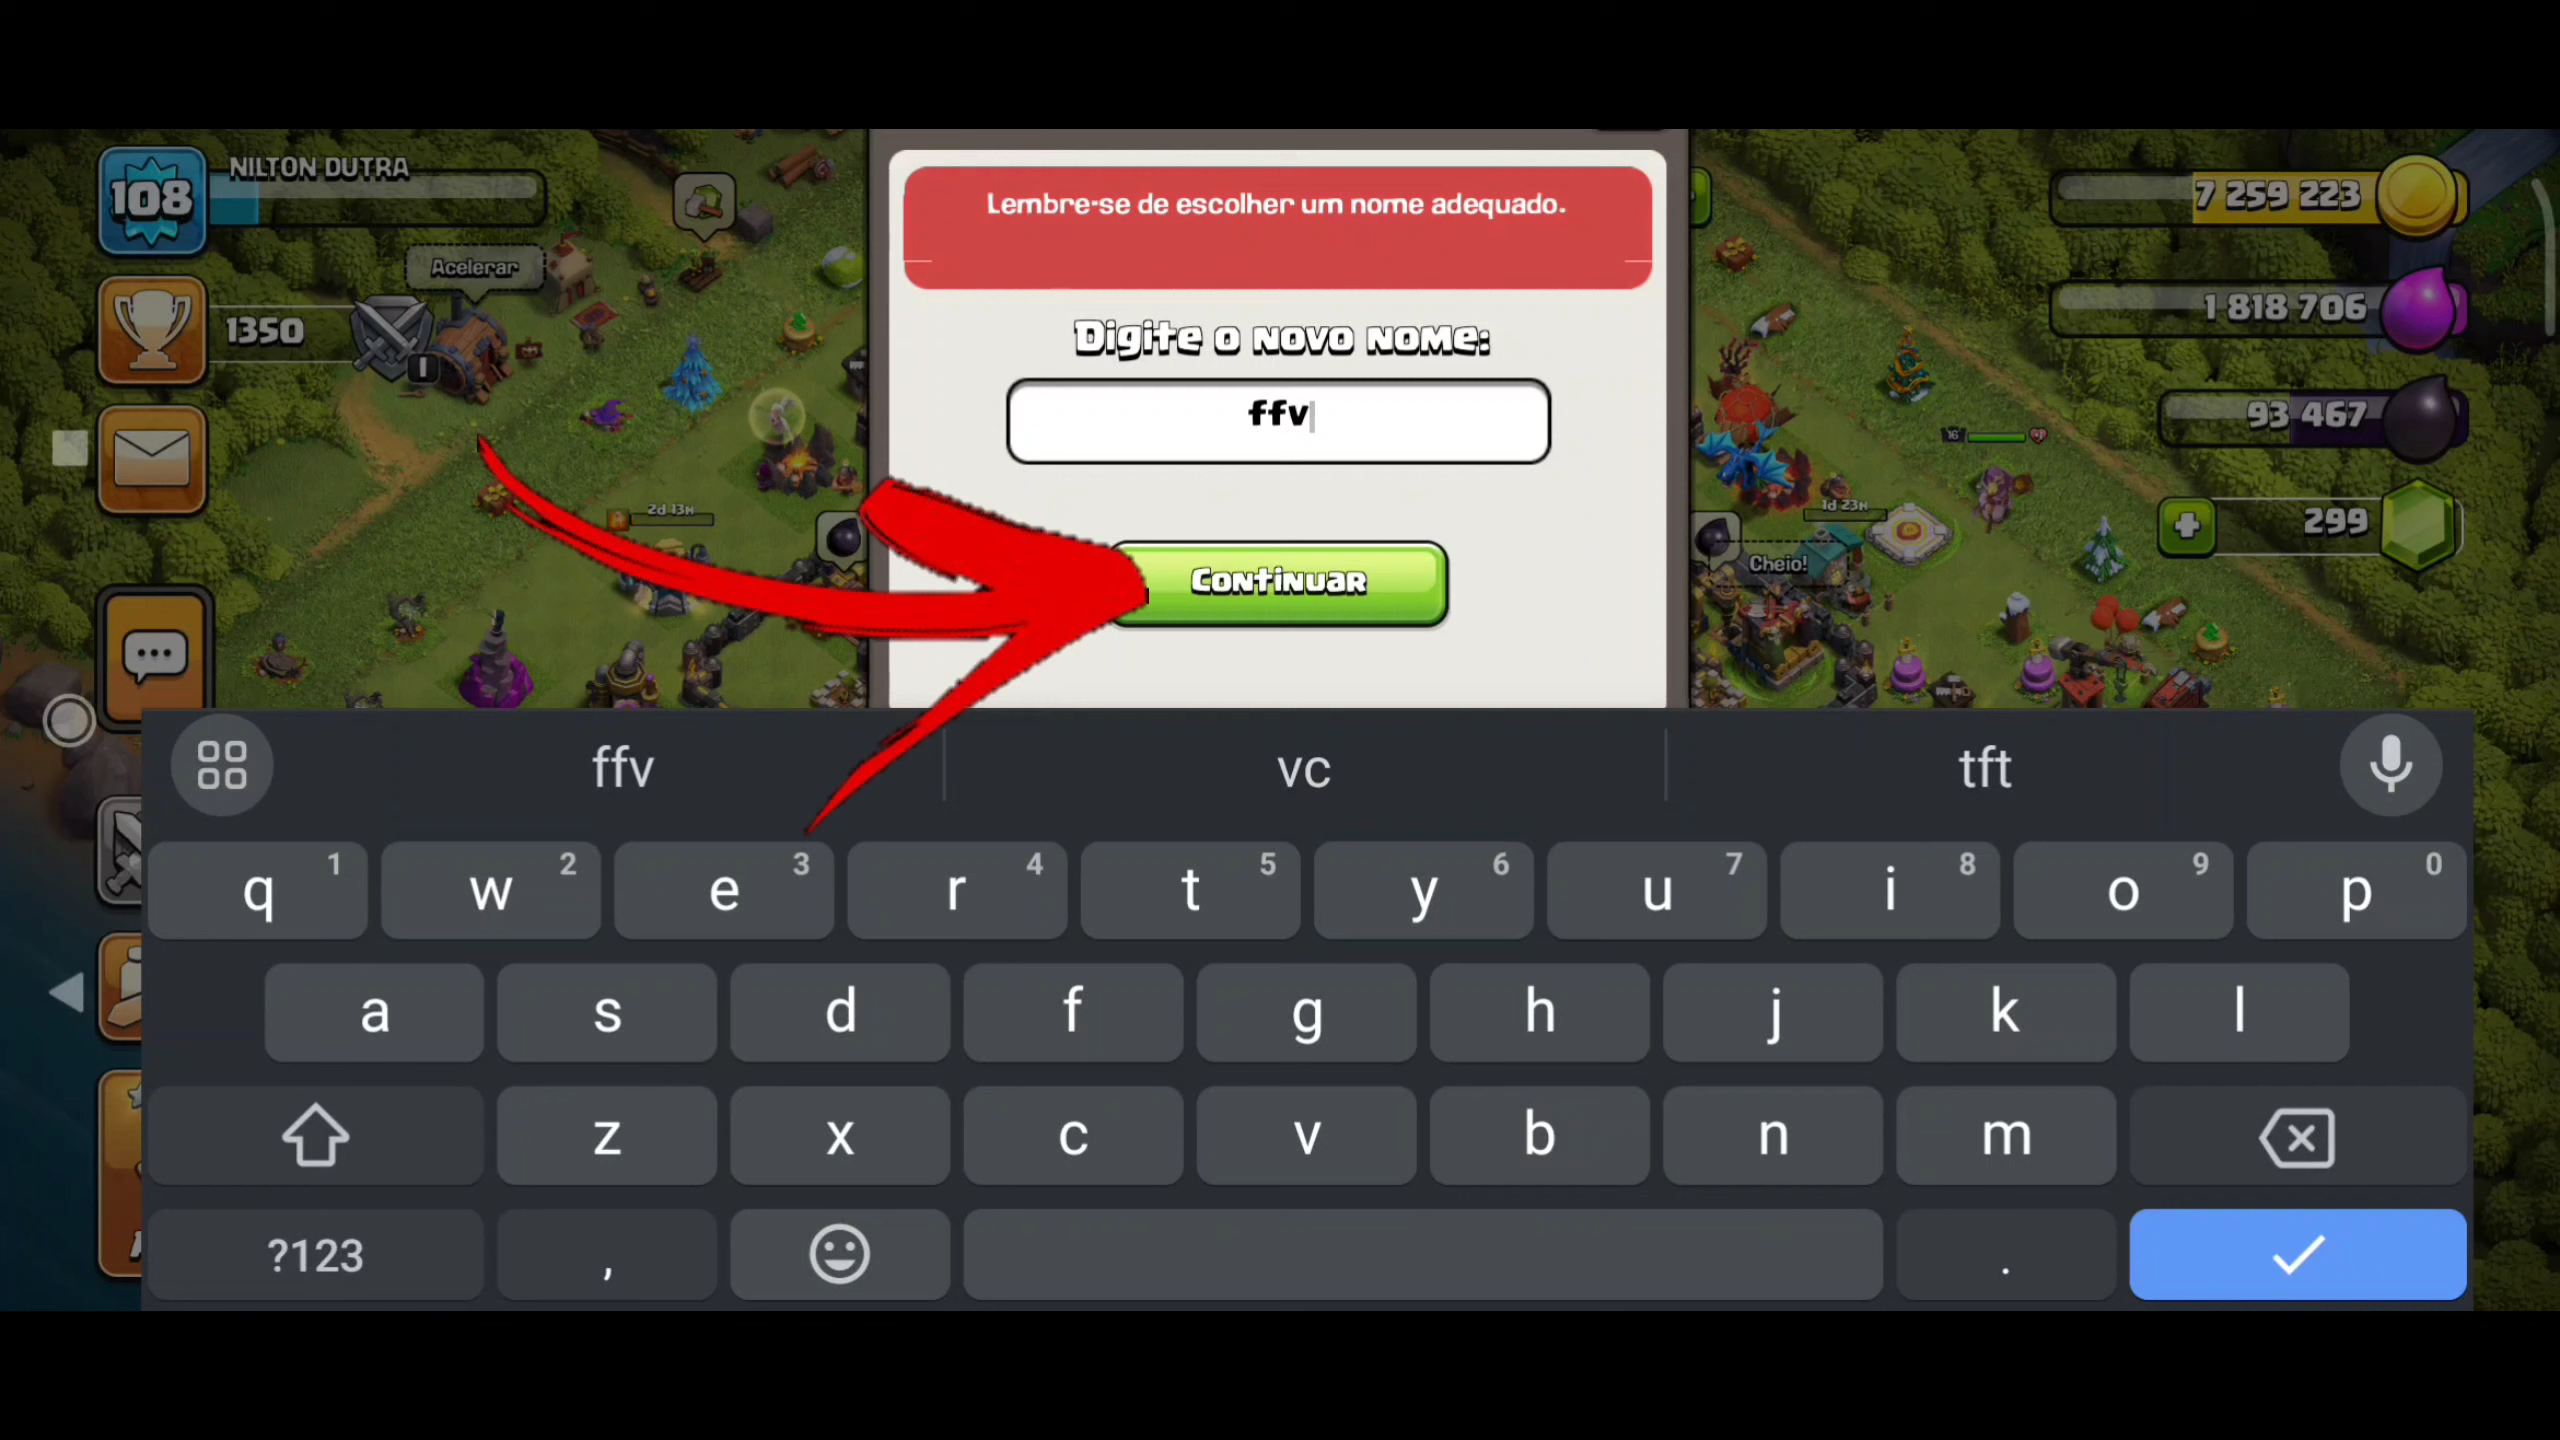 108
NILTON DUTRA
Acelerar
1350
I
2d 13H
Lembre-se de escolher um nome adequado.
Digite o novo nome:
ffv
Continuar
7 259 223
1 818 706
93 467
299
16
1d 23H
Cheio!
ffv vc tft
q 1 w 2 e 3 r 4 t 5 y 6 u 7 i 8 o 9 p 0
a s d f g h j k l
z x c v b n m
?123 , .